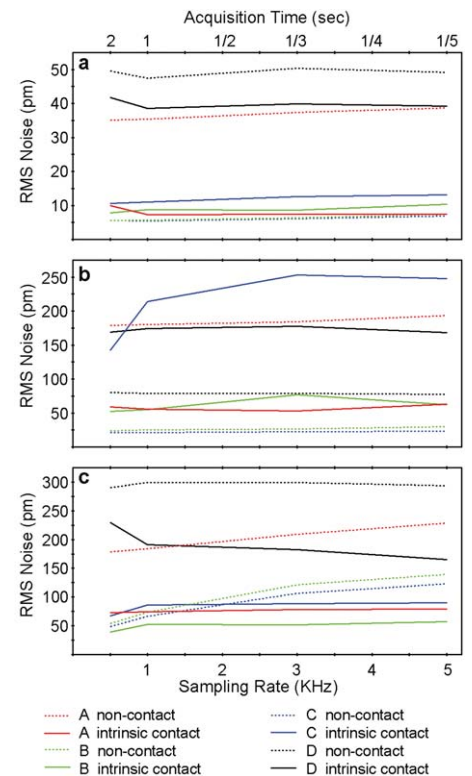 Acquisition Time (sec)
2 1 1/2 1/3 1/4 1/5
a
50
40
30
20
10
RMS Noise (pm)
b
250
200
150
100
50
RMS Noise (pm)
c
300
250
200
150
100
50
RMS Noise (pm)
1 2 3 4 5
Sampling Rate (KHz)
A non-contact
A intrinsic contact
B non-contact
B intrinsic contact
C non-contact
C intrinsic contact
D non-contact
D intrinsic contact